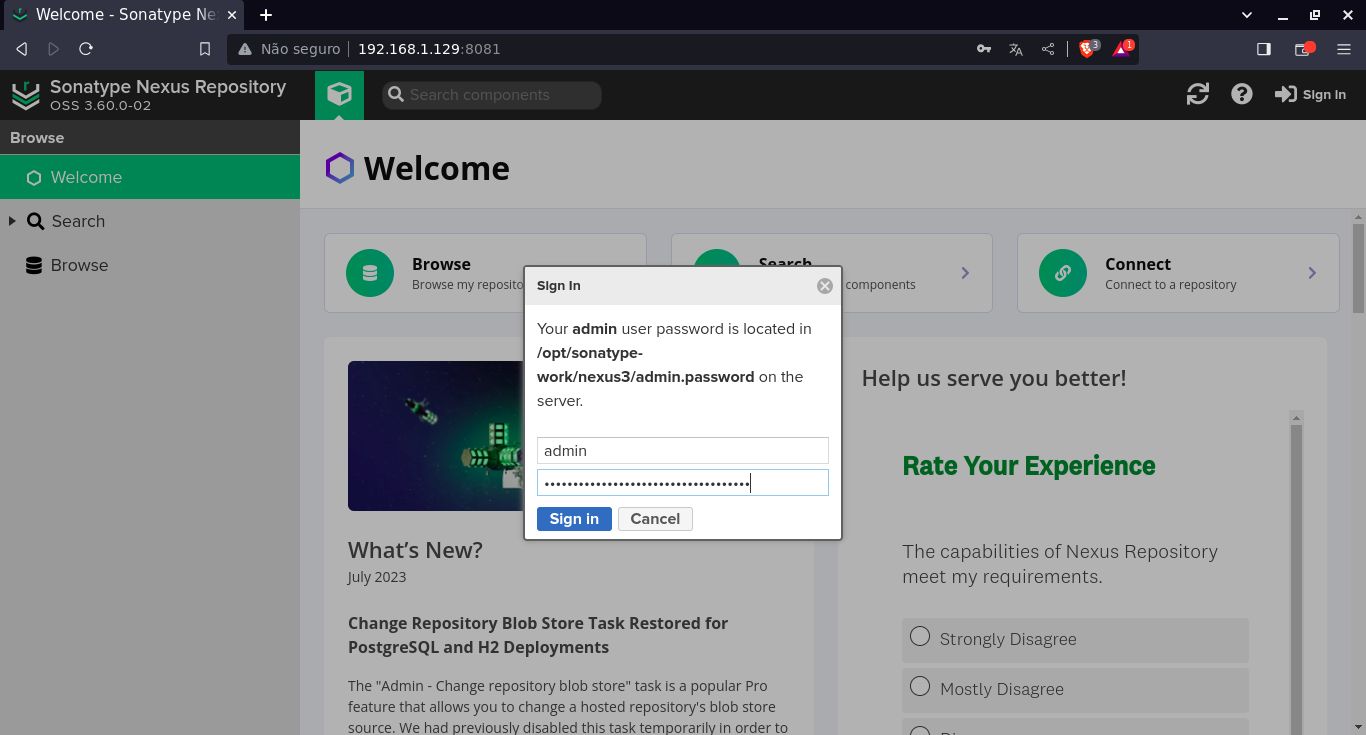 Welcome - Sonatype Ne
Não seguro
192.168.1.129:8081
3
1
Sonatype Nexus Repository
OSS 3.60.0-02
Search components
Sign in
Browse
Welcome
Search
Browse
Welcome
Browse
Browse my reposito
Search
components
Connect
Connect to a repository
Sign In
Your admin user password is located in
/opt/sonatype-
work/nexus3/admin.password on the
server.
admin
Sign in
Cancel
What's New?
July 2023
Change Repository Blob Store Task Restored for
PostgreSQL and H2 Deployments
The "Admin - Change repository blob store" task is a popular Pro
feature that allows you to change a hosted repository's blob store
source. We had previously disabled this task temporarily in order to
Help us serve you better!
Rate Your Experience
The capabilities of Nexus Repository
meet my requirements.
Strongly Disagree
Mostly Disagree